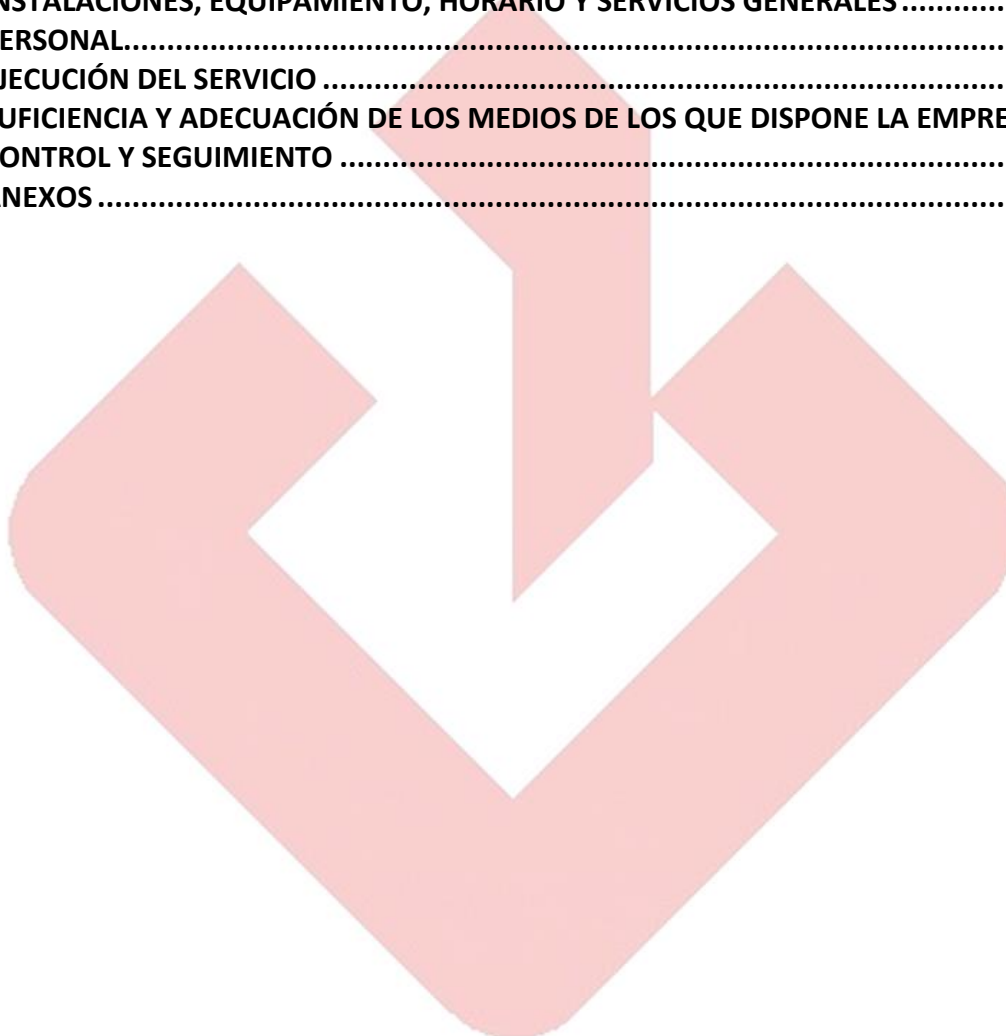 NSTALACIONES, EQUIPAMIENTO, HORARIO Y SERVICIOS GENERALES............
ERSONAL.......................................................................................................
JECUCIÓN DEL SERVICIO ...............................................................................
UFICIENCIA Y ADECUACIÓN DE LOS MEDIOS DE LOS QUE DISPONE LA EMPRE
ONTROL Y SEGUIMIENTO .............................................................................
NEXOS ..........................................................................................................